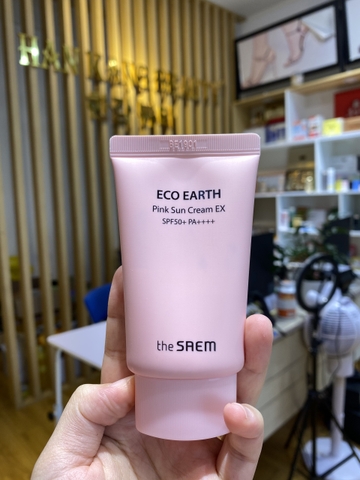 ECO EARTH
Pink Sun Cream EX
SPF50+ PA++++
the SAEM